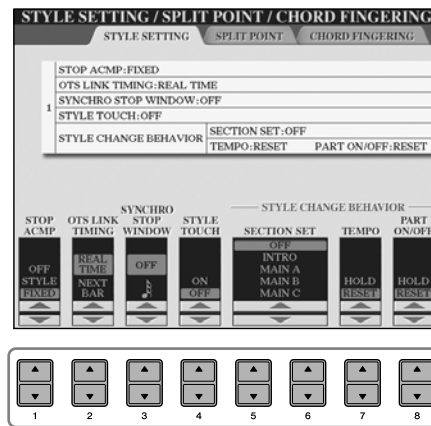 STYLE SETTING / SPLIT POINT / CHORD FINGERING
STYLE SETTING SPLIT POINT CHORD FINGERING
1
STOP ACMP:FIXED
OTS LINK TIMING:REAL TIME
SYNCHRO STOP WINDOW:OFF
STYLE TOUCH:OFF
STYLE CHANGE BEHAVIOR
SECTION SET:OFF
TEMPO:RESET PART ON/OFF:RESET
STYLE CHANGE BEHAVIOR
STOP ACMP
OTS LINK TIMING
SYNCHRO STOP WINDOW
STYLE TOUCH
SECTION SET
TEMPO
PART ON/OFF
OFF
STYLE
FIXED
REAL TIME
NEXT BAR
OFF
ON
OFF
OFF
INTRO
MAIN A
MAIN B
MAIN C
HOLD
RESET
HOLD
RESET
1 2 3 4 5 6 7 8